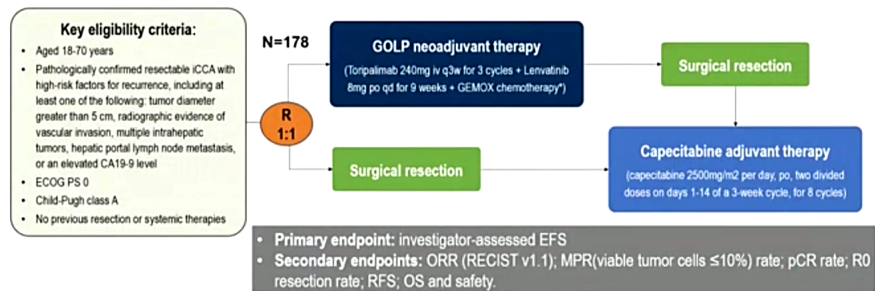 Key eligibility criteria:
• Aged 18-70 years
• Pathologically confirmed resectable iCCA with
high-risk factors for recurrence, including at
least one of the following: tumor diameter
greater than 5 cm, radiographic evidence of
vascular invasion, multiple intrahepatic
tumors, hepatic portal lymph node metastasis,
or an elevated CA19-9 level
• ECOG PS 0
• Child-Pugh class A
• No previous resection or systemic therapies
N=178
R
1:1
GOLP neoadjuvant therapy
(Toripalimab 240mg iv q3w for 3 cycles + Lenvatinib
8mg po qd for 9 weeks + GEMOX chemotherapy*)
Surgical resection
Surgical resection
Capecitabine adjuvant therapy
(capecitabine 2500mg/m2 per day, po, two divided
doses on days 1-14 of a 3-week cycle, for 8 cycles)
• Primary endpoint: investigator-assessed EFS
• Secondary endpoints: ORR (RECIST v1.1); MPR(viable tumor cells ≤10%) rate; pCR rate; R0
resection rate; RFS; OS and safety.